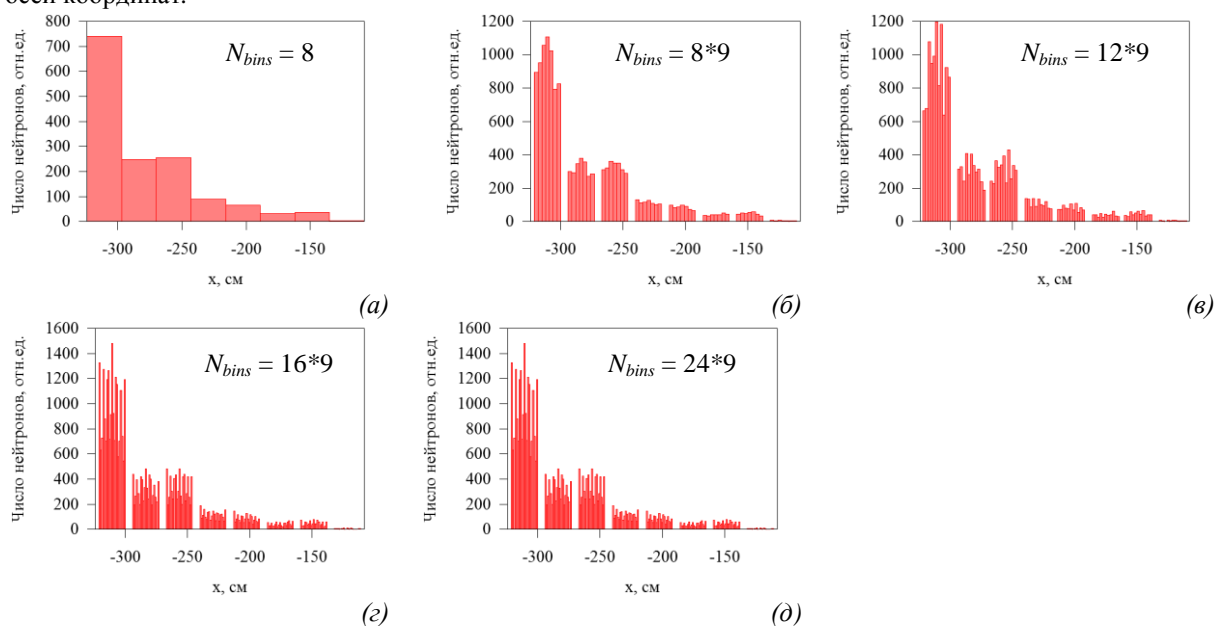 осей координат.
800
700
600
500
400
300
200
100
0
Число нейтронов, отн.ед.
N_bins = 8
-300 -250 -200 -150
x, см
(а)
1200
1000
800
600
400
200
0
Число нейтронов, отн.ед.
N_bins = 8*9
-300 -250 -200 -150
x, см
(б)
1200
1000
800
600
400
200
0
Число нейтронов, отн.ед.
N_bins = 12*9
-300 -250 -200 -150
x, см
(в)
1600
1400
1200
1000
800
600
400
200
0
Число нейтронов, отн.ед.
N_bins = 16*9
-300 -250 -200 -150
x, см
(г)
1600
1400
1200
1000
800
600
400
200
0
Число нейтронов, отн.ед.
N_bins = 24*9
-300 -250 -200 -150
x, см
(д)